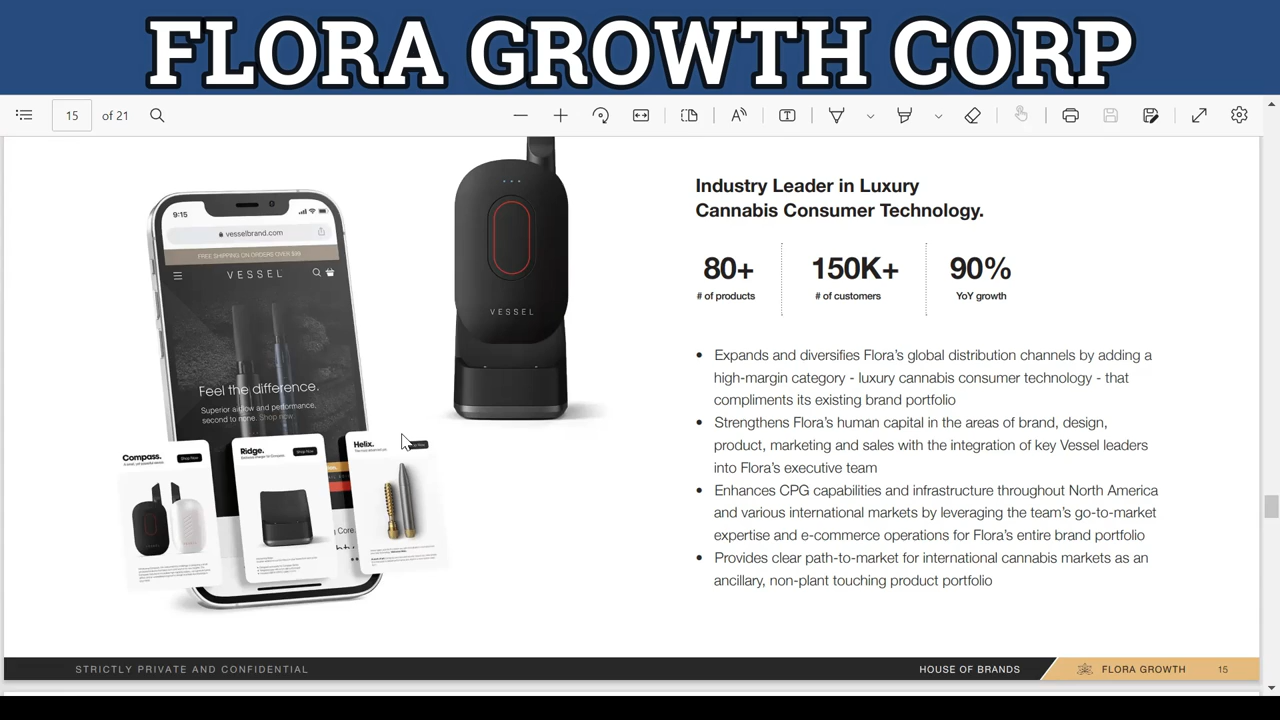 FLORA GROWTH CORP
15 of 21
Industry Leader in Luxury
Cannabis Consumer Technology.
80+
# of products
150K+
# of customers
90%
YoY growth
9:15
vesselbrand.com
FREE SHIPPING ON ORDERS OVER $99
VESSEL
Feel the difference.
Superior airflow and performance,
second to none. Shop now
Compass.
Shop Now
Ridge.
Shop Now
Helix.
VESSEL
• Expands and diversifies Flora's global distribution channels by adding a
high-margin category - luxury cannabis consumer technology - that
compliments its existing brand portfolio
• Strengthens Flora's human capital in the areas of brand, design,
product, marketing and sales with the integration of key Vessel leaders
into Flora's executive team
• Enhances CPG capabilities and infrastructure throughout North America
and various international markets by leveraging the team's go-to-market
expertise and e-commerce operations for Flora's entire brand portfolio
• Provides clear path-to-market for international cannabis markets as an
ancillary, non-plant touching product portfolio
STRICTLY PRIVATE AND CONFIDENTIAL
HOUSE OF BRANDS
FLORA GROWTH
15